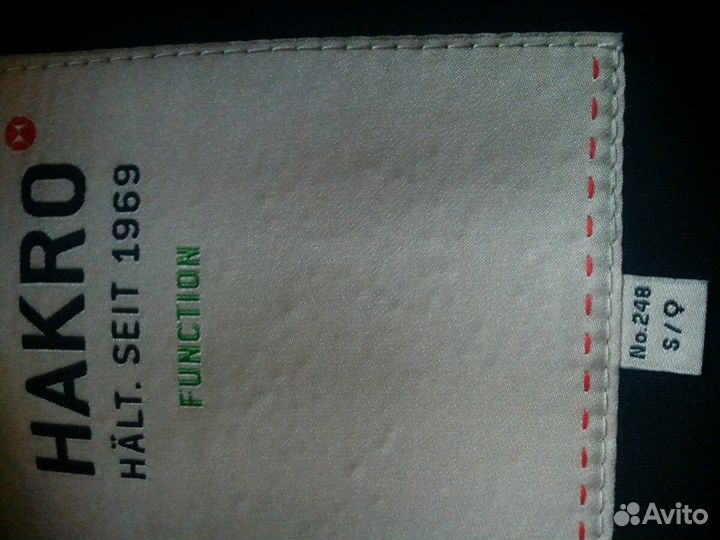 HAKRO
HÄLT. SEIT 1969
FUNCTION
No.248
S/♀
Avito